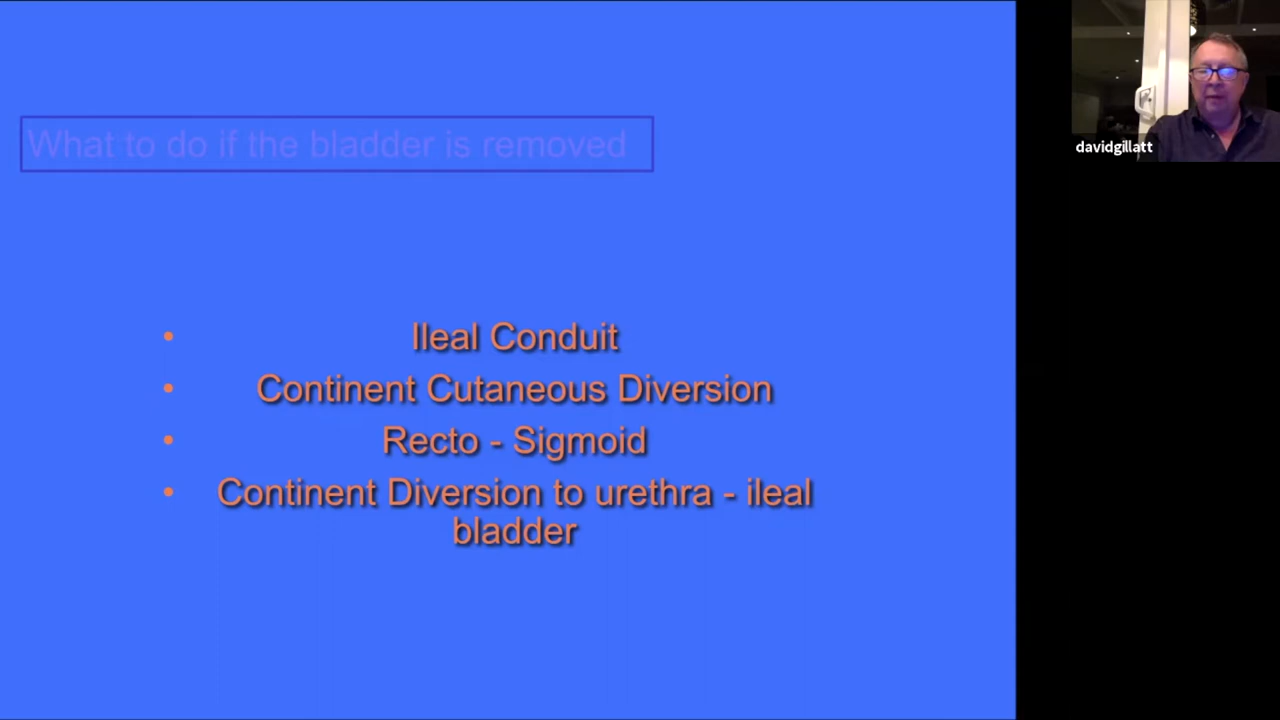 What to do if the bladder is removed
• Ileal Conduit
• Continent Cutaneous Diversion
• Recto - Sigmoid
• Continent Diversion to urethra - ileal
bladder
davidgillatt